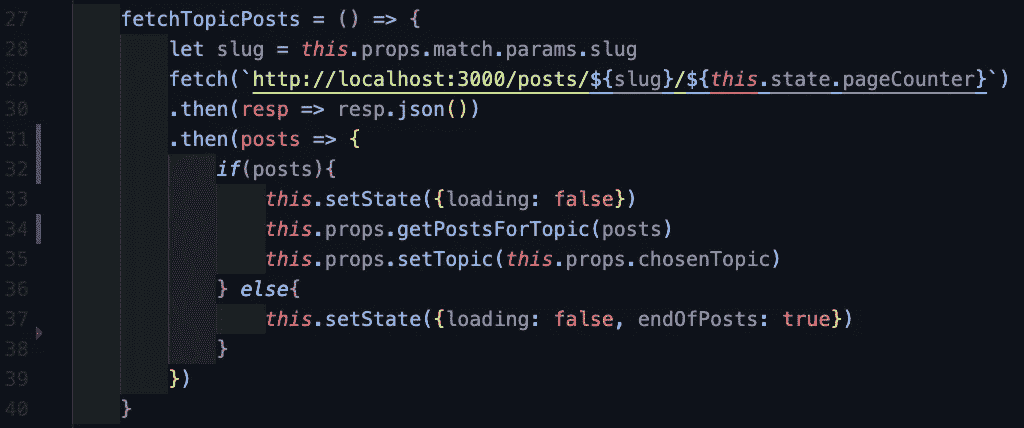 27 fetchTopicPosts = () => {
28 let slug = this.props.match.params.slug
29 fetch(`http://localhost:3000/posts/${slug}/${this.state.pageCounter}`)
30 .then(resp => resp.json())
31 .then(posts => {
32 if(posts){
33 this.setState({loading: false})
34 this.props.getPostsForTopic(posts)
35 this.props.setTopic(this.props.chosenTopic)
36 } else{
37 this.setState({loading: false, endOfPosts: true})
38 }
39 })
40 }